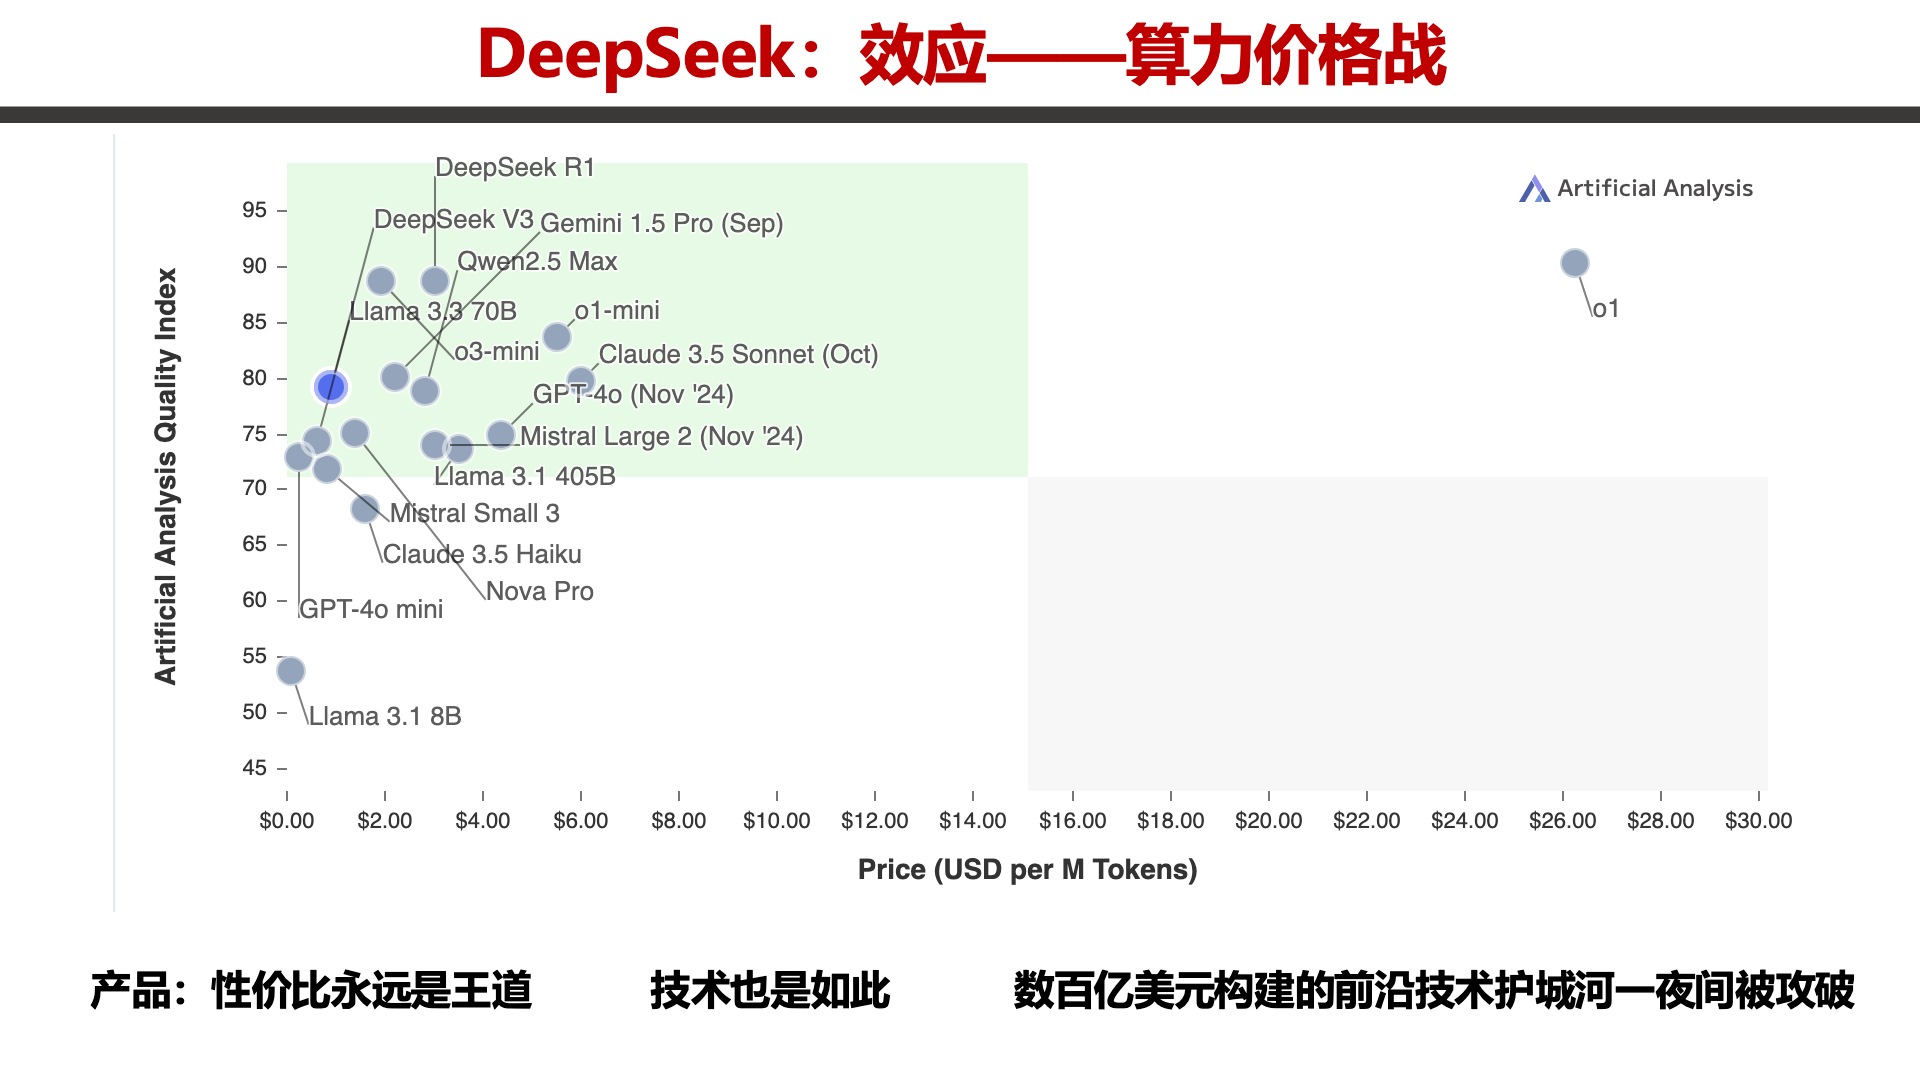 DeepSeek：效应——算力价格战
Artificial Analysis
DeepSeek R1
DeepSeek V3
Gemini 1.5 Pro (Sep)
Qwen2.5 Max
Llama 3.3 70B
o1-mini
o1
o3-mini
Claude 3.5 Sonnet (Oct)
GPT-4o (Nov '24)
Mistral Large 2 (Nov '24)
Llama 3.1 405B
Mistral Small 3
Claude 3.5 Haiku
Nova Pro
GPT-4o mini
Llama 3.1 8B
Artificial Analysis Quality Index
95
90
85
80
75
70
65
60
55
50
45
$0.00 $2.00 $4.00 $6.00 $8.00 $10.00 $12.00 $14.00 $16.00 $18.00 $20.00 $22.00 $24.00 $26.00 $28.00 $30.00
Price (USD per M Tokens)
产品：性价比永远是王道 技术也是如此 数百亿美元构建的前沿技术护城河一夜间被攻破